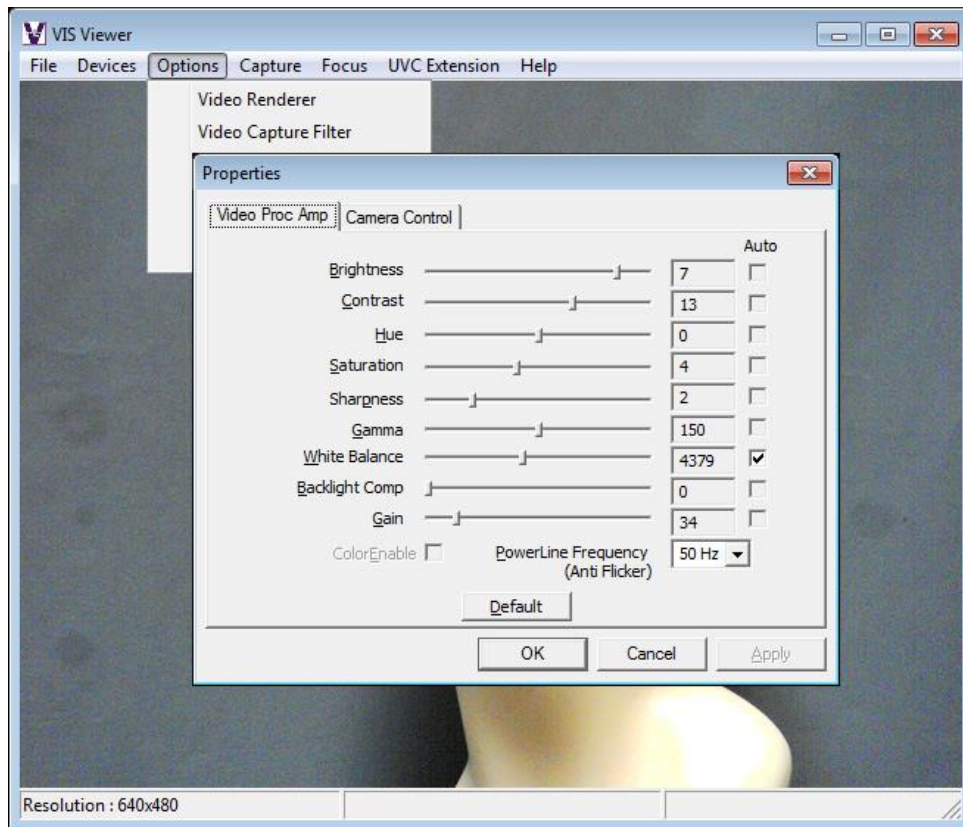 VIS Viewer
File Devices Options Capture Focus UVC Extension Help
Video Renderer
Video Capture Filter
Properties
Video Proc Amp Camera Control
Auto
Brightness 7
Contrast 13
Hue 0
Saturation 4
Sharpness 2
Gamma 150
White Balance 4379
Backlight Comp 0
Gain 34
ColorEnable PowerLine Frequency 50 Hz
(Anti Flicker)
Default
OK Cancel Apply
Resolution : 640x480